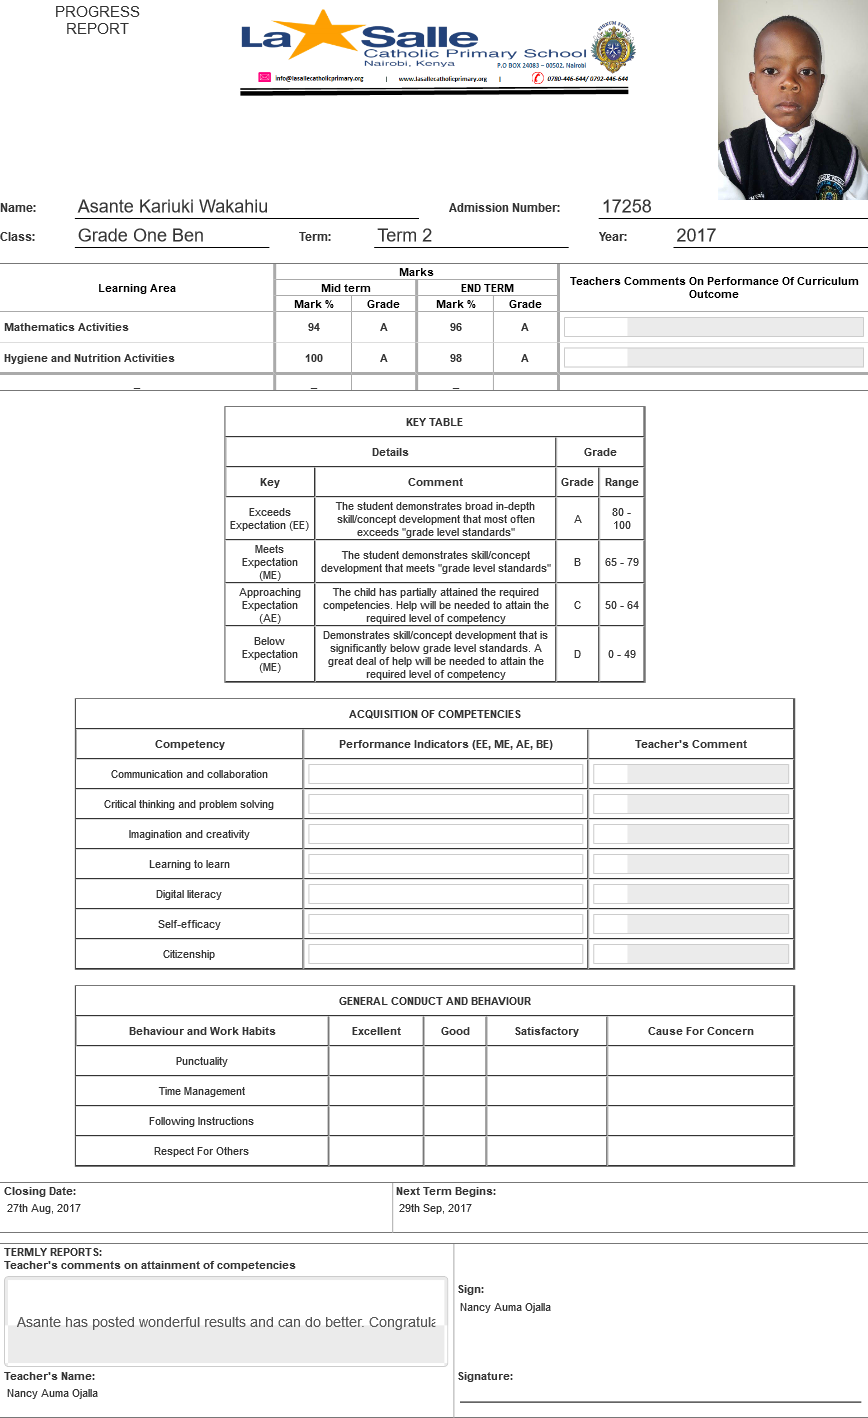 PROGRESS
REPORT
La Salle
Catholic Primary School
Nairobi, Kenya
P.O BOX 24083 – 00502, Nairobi
info@lasallecatholicprimary.org | www.lasallecatholicprimary.org | 0780-446-644/ 0792-446-644
Name: Asante Kariuki Wakahiu Admission Number: 17258
Class: Grade One Ben Term: Term 2 Year: 2017
Learning Area Marks Teachers Comments On Performance Of Curriculum Outcome
Mid term END TERM
Mark % Grade Mark % Grade
Mathematics Activities 94 A 96 A
Hygiene and Nutrition Activities 100 A 98 A
_ _ _
KEY TABLE
Details Grade
Key Comment Grade Range
Exceeds Expectation (EE) The student demonstrates broad in-depth skill/concept development that most often exceeds "grade level standards" A 80 - 100
Meets Expectation (ME) The student demonstrates skill/concept development that meets "grade level standards" B 65 - 79
Approaching Expectation (AE) The child has partially attained the required competencies. Help will be needed to attain the required level of competency C 50 - 64
Below Expectation (ME) Demonstrates skill/concept development that is significantly below grade level standards. A great deal of help will be needed to attain the required level of competency D 0 - 49
ACQUISITION OF COMPETENCIES
Competency Performance Indicators (EE, ME, AE, BE) Teacher's Comment
Communication and collaboration
Critical thinking and problem solving
Imagination and creativity
Learning to learn
Digital literacy
Self-efficacy
Citizenship
GENERAL CONDUCT AND BEHAVIOUR
Behaviour and Work Habits Excellent Good Satisfactory Cause For Concern
Punctuality
Time Management
Following Instructions
Respect For Others
Closing Date: Next Term Begins:
27th Aug, 2017 29th Sep, 2017
TERMLY REPORTS:
Teacher's comments on attainment of competencies
Asante has posted wonderful results and can do better. Congratula
Sign:
Nancy Auma Ojalla
Teacher's Name: Signature:
Nancy Auma Ojalla